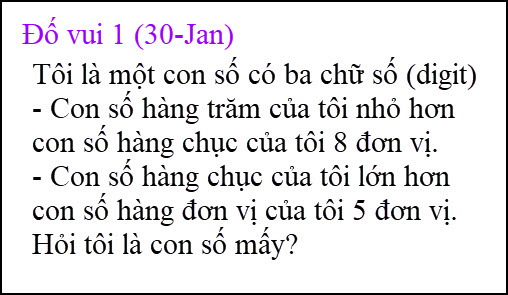 Đố vui 1 (30-Jan)
Tôi là một con số có ba chữ số (digit)
- Con số hàng trăm của tôi nhỏ hơn
con số hàng chục của tôi 8 đơn vị.
- Con số hàng chục của tôi lớn hơn
con số hàng đơn vị của tôi 5 đơn vị.
Hỏi tôi là con số mấy?